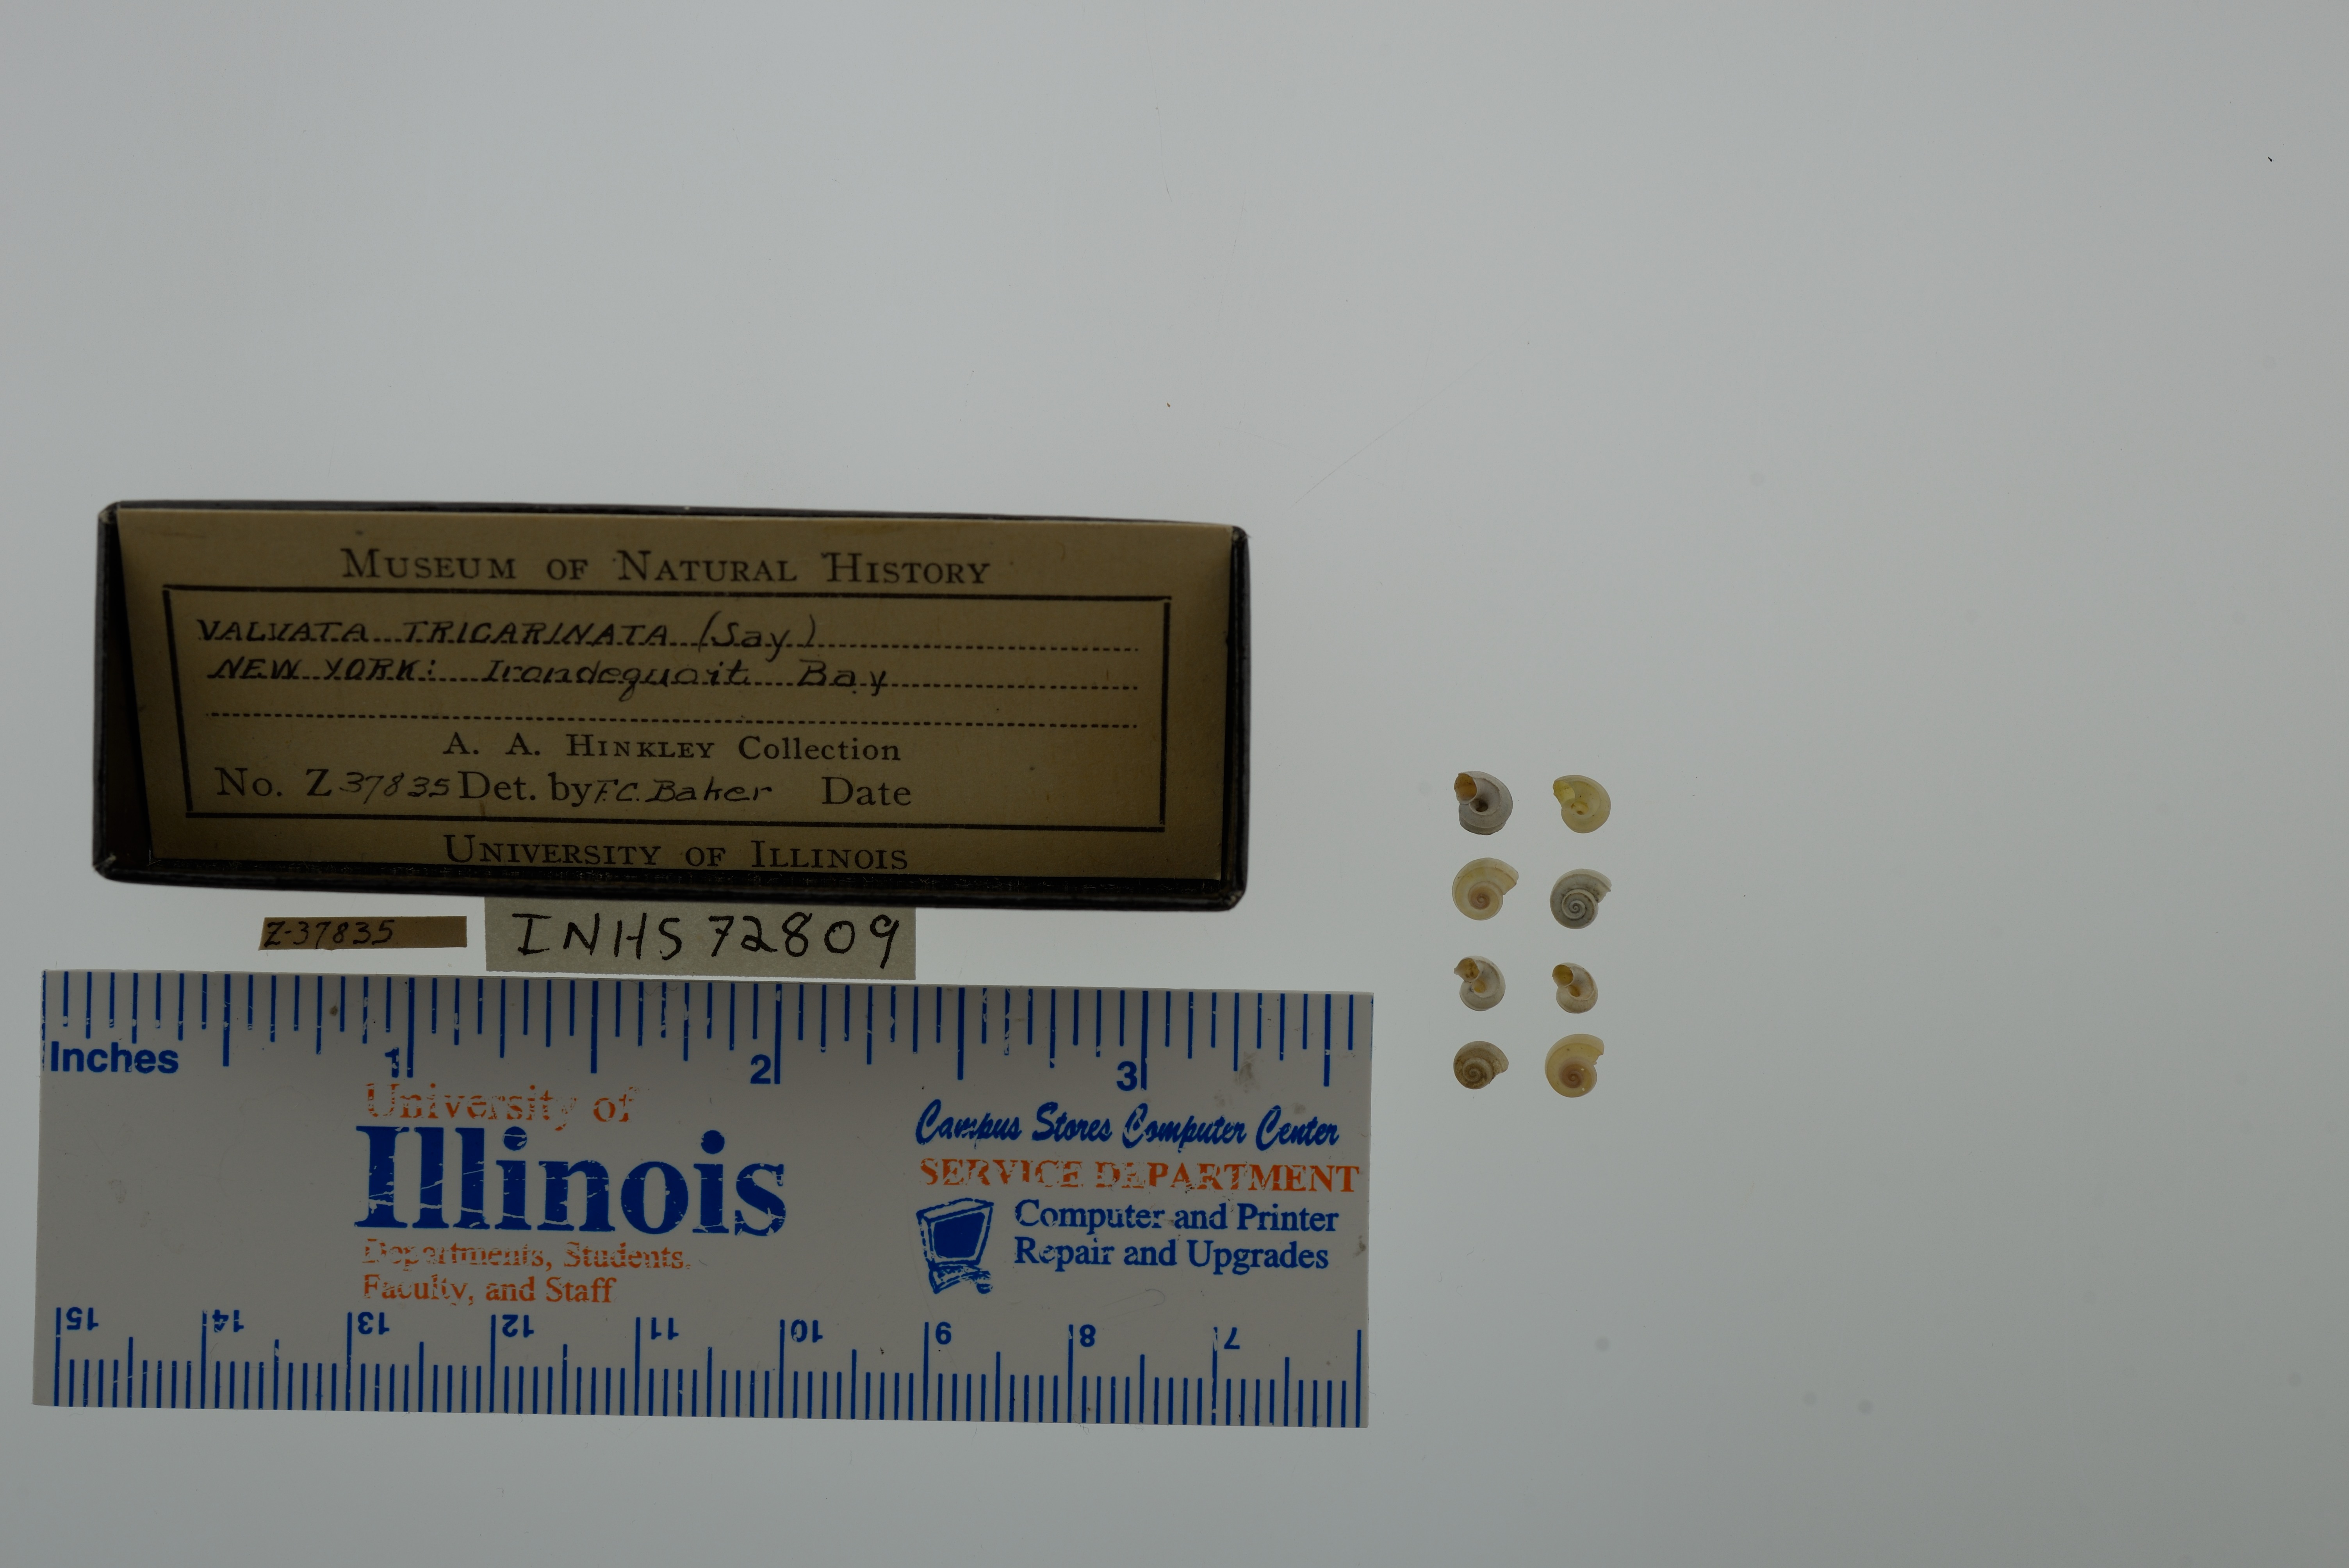 MUSEUM OF NATURAL HISTORY
VALVATA TRICARINATA (Say)
NEW YORK: Irondequoit Bay
A. A. HINKLEY Collection
No. Z 37835 Det. by F.C. Baker Date
UNIVERSITY OF ILLINOIS
Z-37835
INHS 72809
Inches 1 2 3
University of
Illinois
Departments, Students,
Faculty, and Staff
Campus Stores Computer Center
SERVICE DEPARTMENT
Computer and Printer
Repair and Upgrades
15 14 13 12 11 10 9 8 7